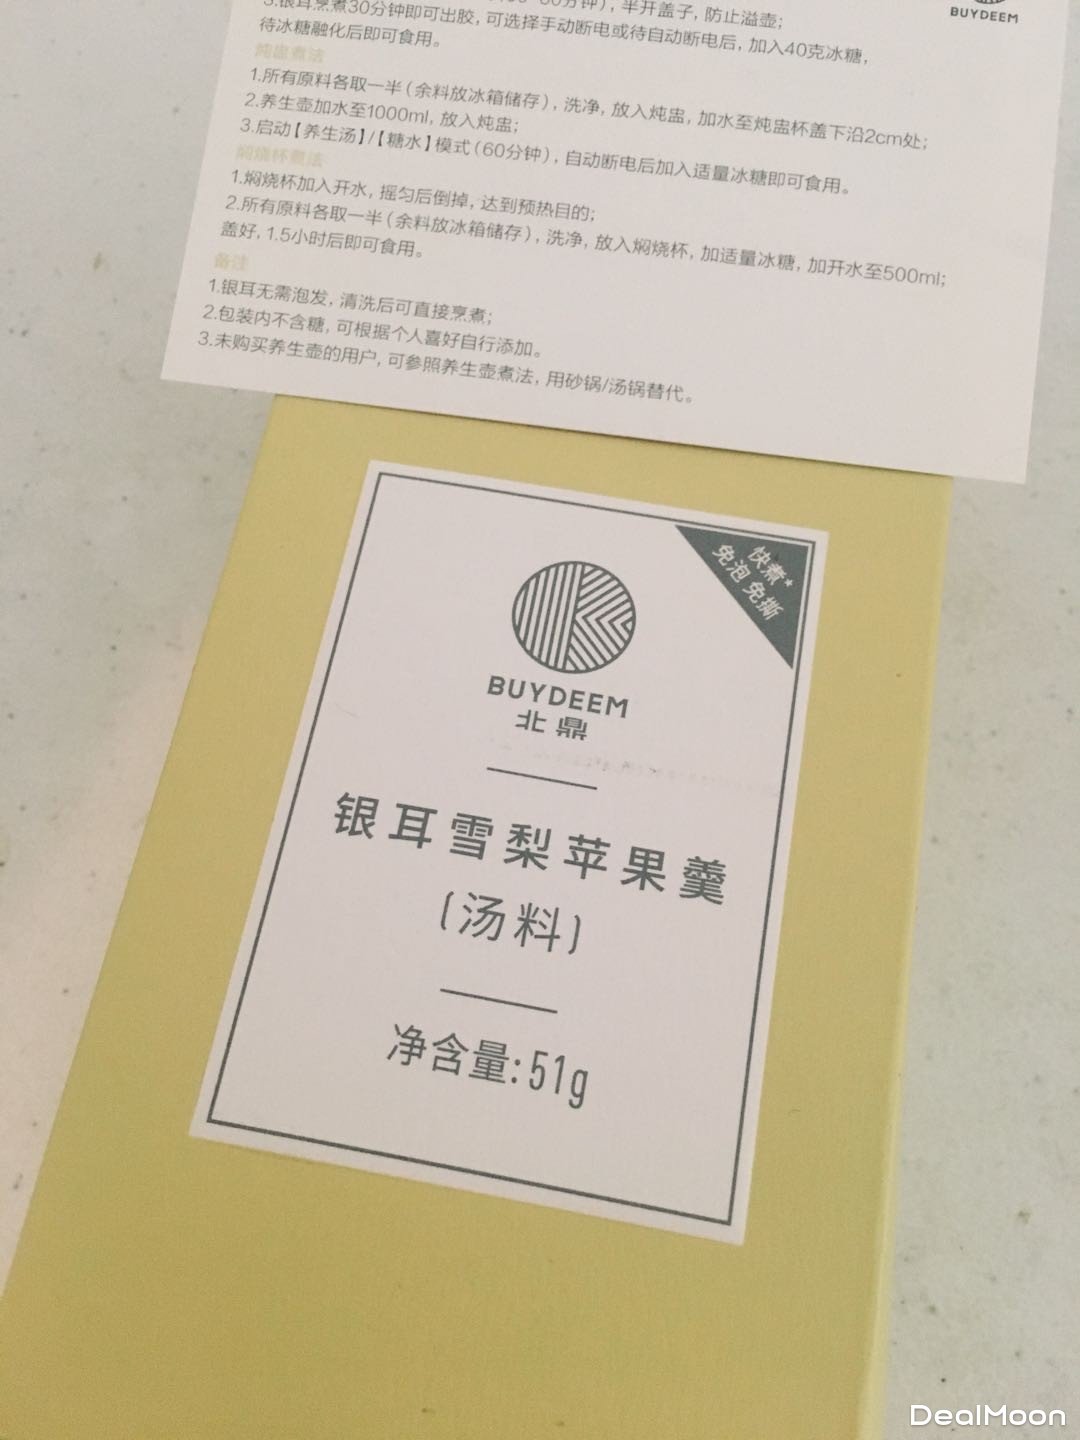 BUYDEEM
3.银耳烹煮30分钟即可出胶，可选择手动断电或待自动断电后，加入40克冰糖，
分钟），半开盖子，防止溢壶；
待冰糖融化后即可食用。
炖盅煮法
1.所有原料各取一半（余料放冰箱储存），洗净，放入炖盅，加水至炖盅杯盖下沿2cm处；
2.养生壶加水至1000ml，放入炖盅；
3.启动【养生汤】/【糖水】模式（60分钟），自动断电后加入适量冰糖即可食用。
焖烧杯煮法
1.焖烧杯加入开水，摇匀后倒掉，达到预热目的；
2.所有原料各取一半（余料放冰箱储存），洗净，放入焖烧杯，加适量冰糖，加开水至500ml；
盖好，1.5小时后即可食用。
备注
1.银耳无需泡发，清洗后可直接烹煮；
2.包装内不含糖，可根据个人喜好自行添加。
3.未购买养生壶的用户，可参照养生壶煮法，用砂锅/汤锅替代。
快煮*
免泡 免撕
BUYDEEM
北鼎
银耳雪梨苹果羹
（汤料）
净含量:51g
DealMoon